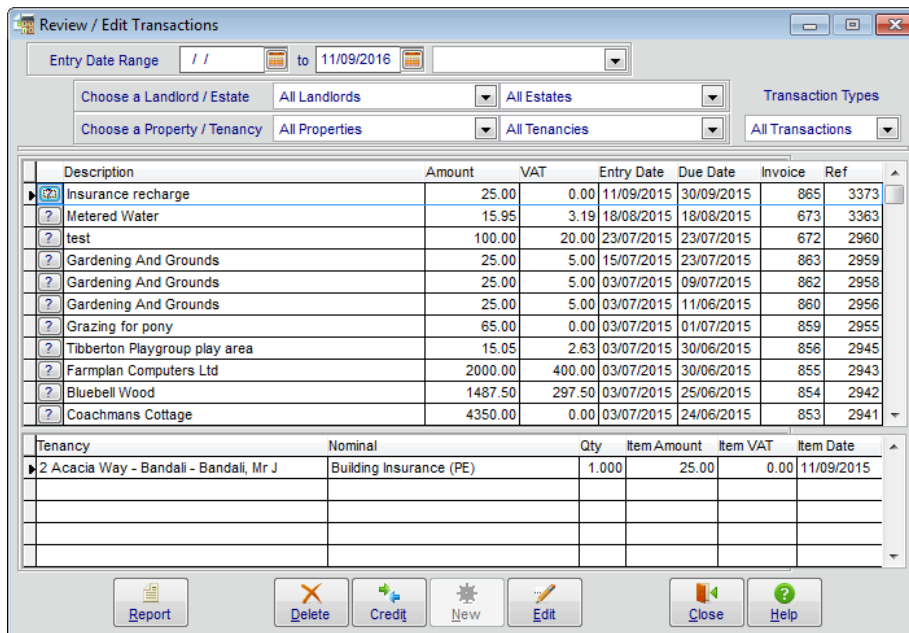 Review / Edit Transactions
Entry Date Range / / to 11/09/2016
Choose a Landlord / Estate All Landlords All Estates Transaction Types
Choose a Property / Tenancy All Properties All Tenancies All Transactions
Description Amount VAT Entry Date Due Date Invoice Ref
? Insurance recharge 25.00 0.00 11/09/2015 30/09/2015 865 3373
? Metered Water 15.95 3.19 18/08/2015 18/08/2015 673 3363
? test 100.00 20.00 23/07/2015 23/07/2015 672 2960
? Gardening And Grounds 25.00 5.00 15/07/2015 23/07/2015 863 2959
? Gardening And Grounds 25.00 5.00 03/07/2015 09/07/2015 862 2958
? Gardening And Grounds 25.00 5.00 03/07/2015 11/06/2015 860 2956
? Grazing for pony 65.00 0.00 03/07/2015 01/07/2015 859 2955
? Tibberton Playgroup play area 15.05 2.63 03/07/2015 30/06/2015 856 2945
? Farmplan Computers Ltd 2000.00 400.00 03/07/2015 30/06/2015 855 2943
? Bluebell Wood 1487.50 297.50 03/07/2015 25/06/2015 854 2942
? Coachmans Cottage 4350.00 0.00 03/07/2015 24/06/2015 853 2941
Tenancy Nominal Qty Item Amount Item VAT Item Date
2 Acacia Way - Bandali - Bandali, Mr J Building Insurance (PE) 1.000 25.00 0.00 11/09/2015
Report Delete Credit New Edit Close Help